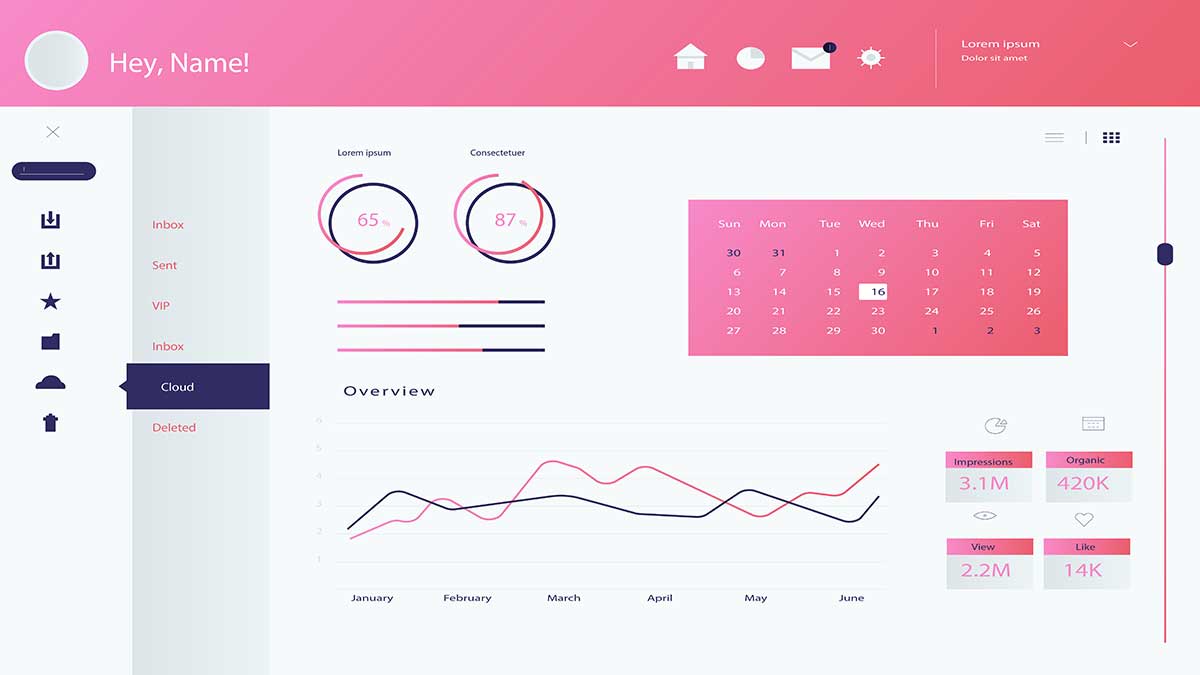 Hey, Name!
Lorem ipsum
Dolor sit amet
Inbox
Sent
VIP
Inbox
Cloud
Deleted
Lorem ipsum
65 %
Consectetuer
87 %
Sun Mon Tue Wed Thu Fri Sat
30 31 1 2 3 4 5
6 7 8 9 10 11 12
13 14 15 16 17 18 19
20 21 22 23 24 25 26
27 28 29 30 1 2 3
Overview
6
5
4
3
2
1
January February March April May June
Impressions
3.1M
Organic
420K
View
2.2M
Like
14K